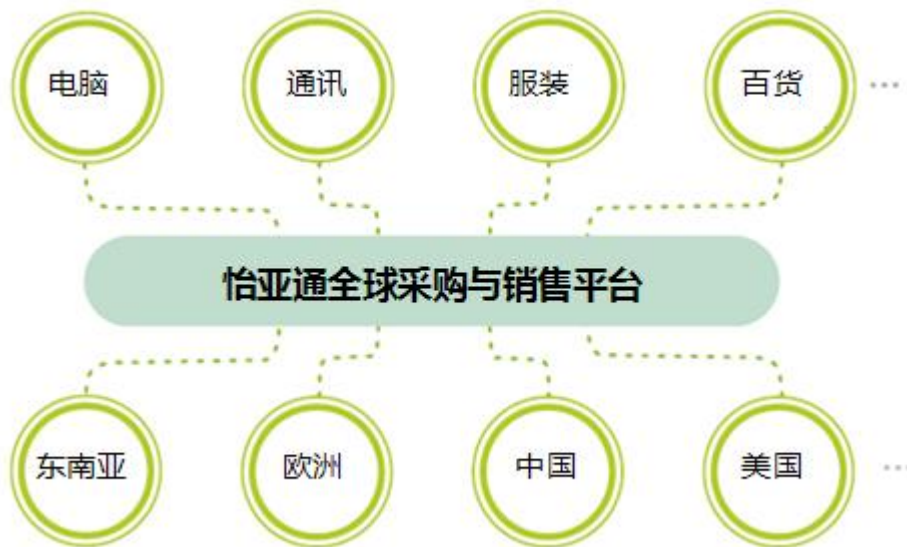 电脑 通讯 服装 百货 ...
怡亚通全球采购与销售平台
东南亚 欧洲 中国 美国 ...